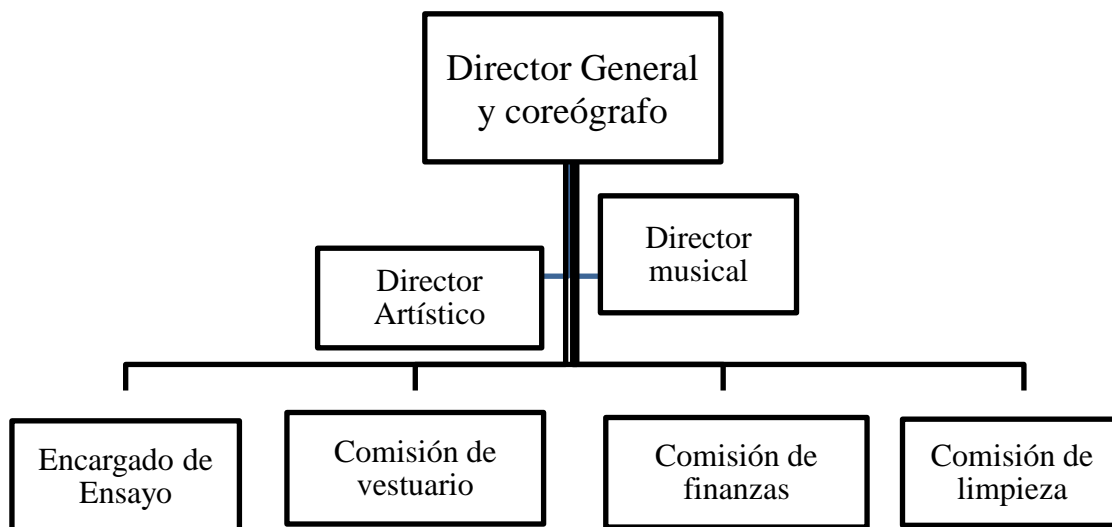 Director General
y coreógrafo
Director
musical
Director
Artístico
Encargado de
Ensayo
Comisión de
vestuario
Comisión de
finanzas
Comisión de
limpieza